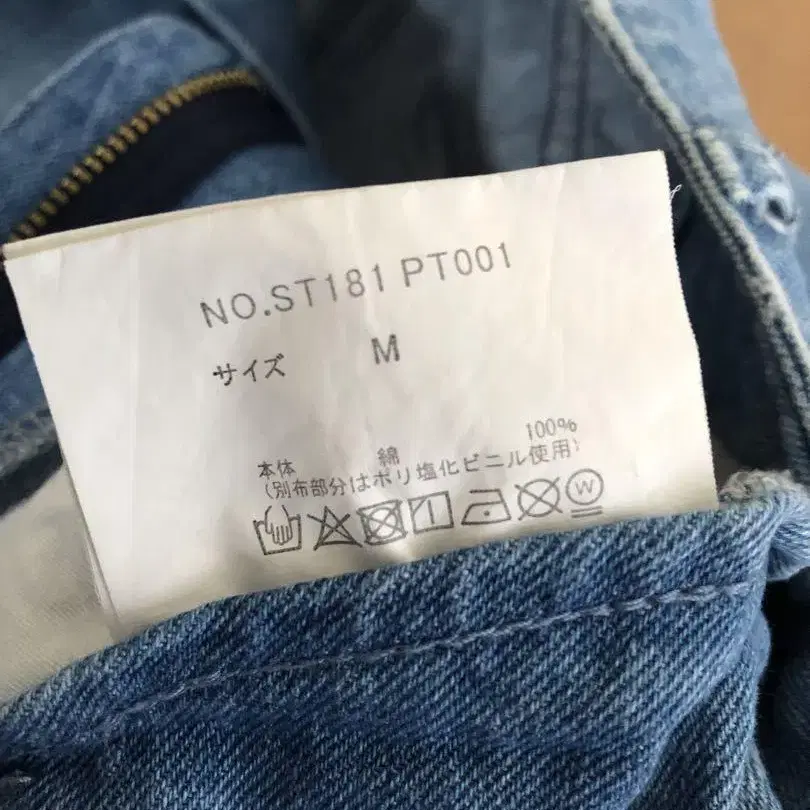 NO.ST181 PT001
サイズ M
本体 綿 100%
(別布部分はポリ塩化ビニル使用)
W